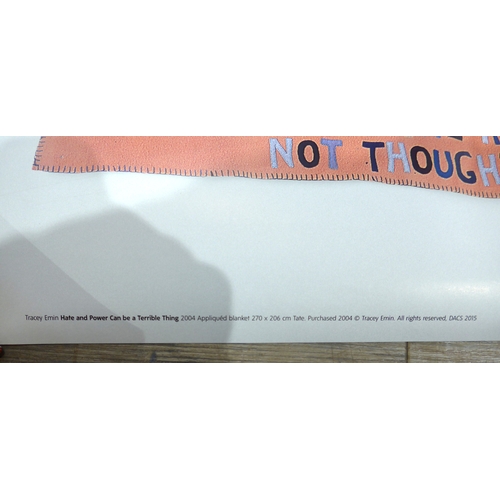 NOT THOUGH
Tracey Emin Hate and Power Can be a Terrible Thing 2004 Appliquéd blanket 270 x 206 cm Tate. Purchased 2004 © Tracey Emin. All rights reserved, DACS 2015